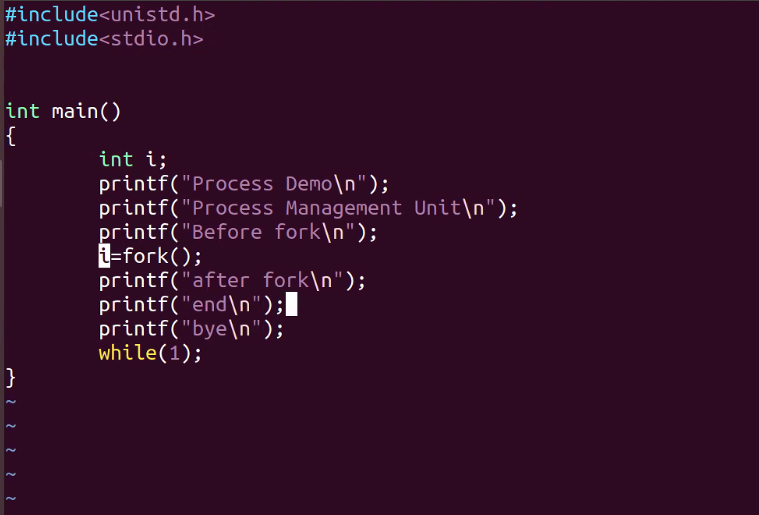 #include<unistd.h>
#include<stdio.h>
int main()
{
int i;
printf("Process Demo\n");
printf("Process Management Unit\n");
printf("Before fork\n");
i=fork();
printf("after fork\n");
printf("end\n");
printf("bye\n");
while(1);
}
~
~
~
~
~